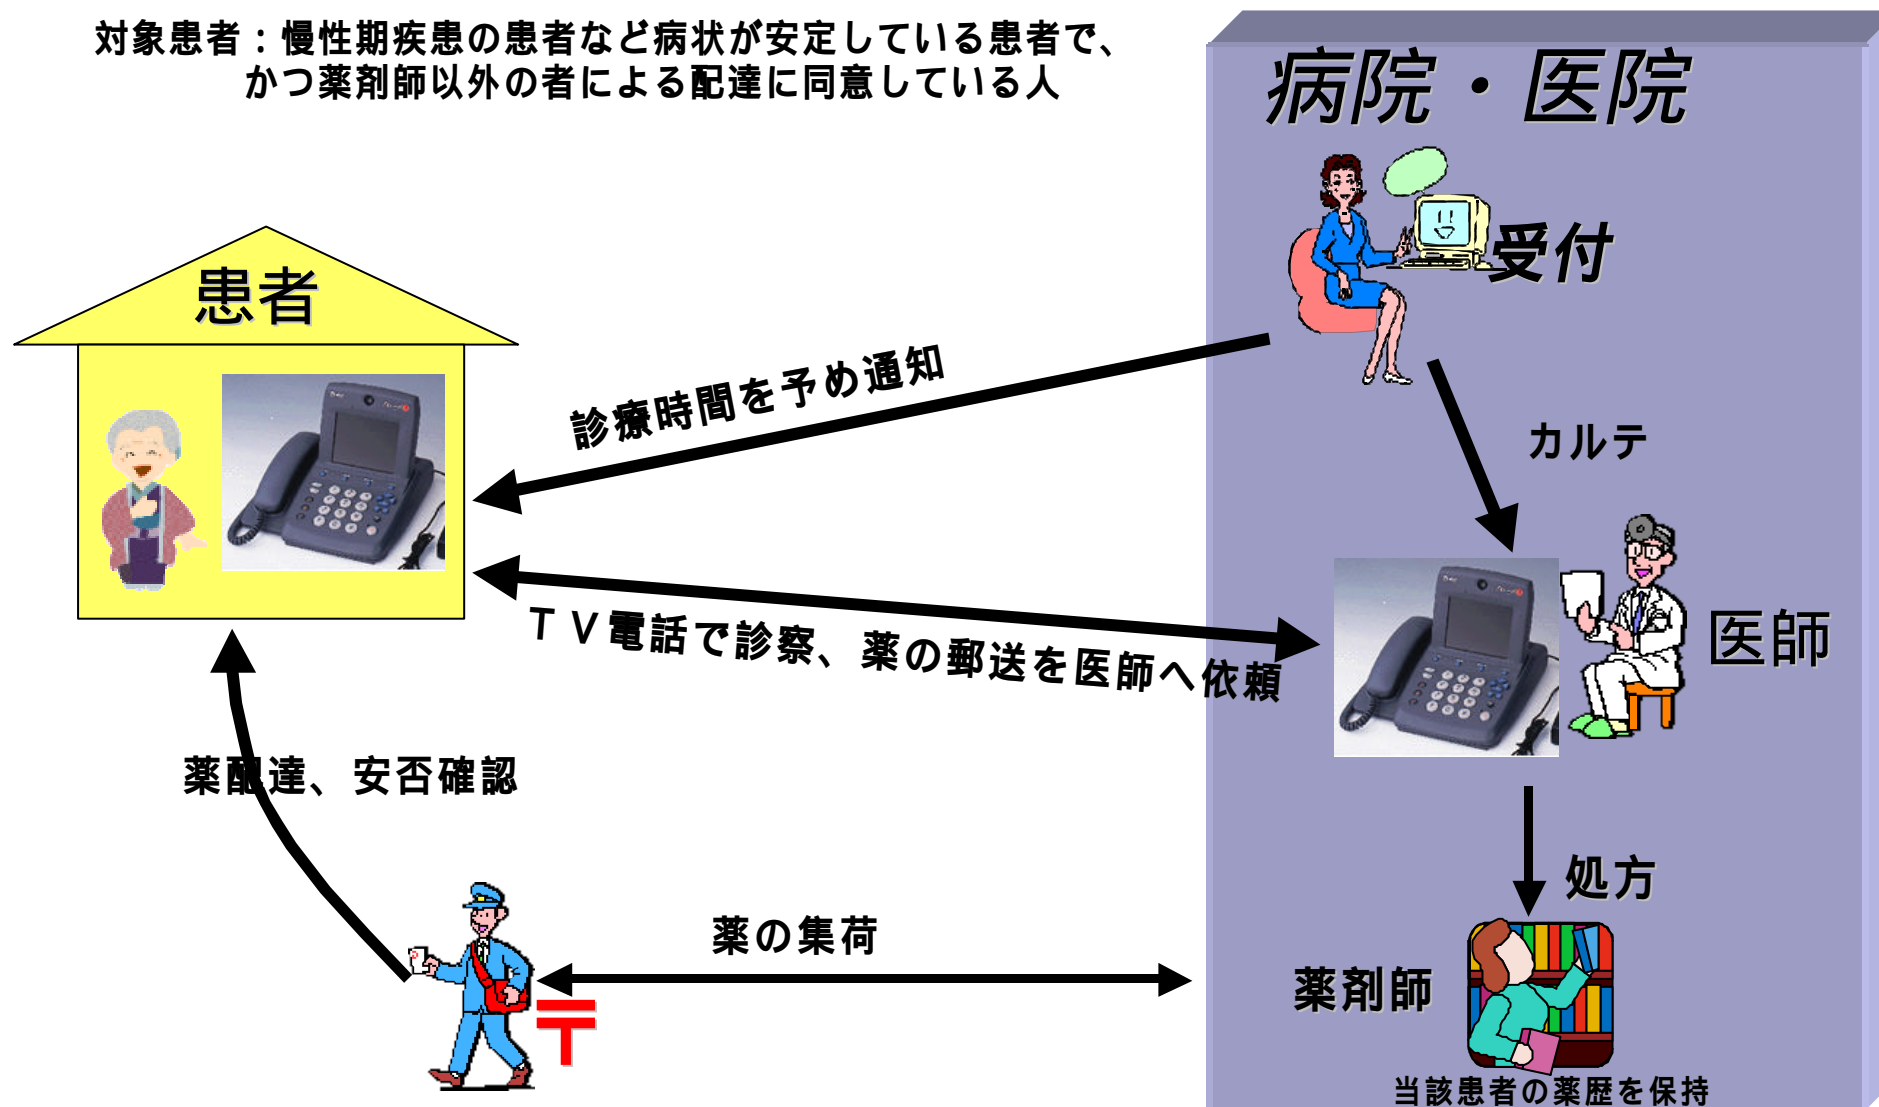 対象患者：慢性期疾患の患者など病状が安定している患者で、
かつ薬剤師以外の者による配達に同意している人
病院・医院
受付
患者
診療時間を予め通知
カルテ
ＴＶ電話で診察、薬の郵送を医師へ依頼
医師
薬配達、安否確認
処方
薬の集荷
薬剤師
〒
当該患者の薬歴を保持